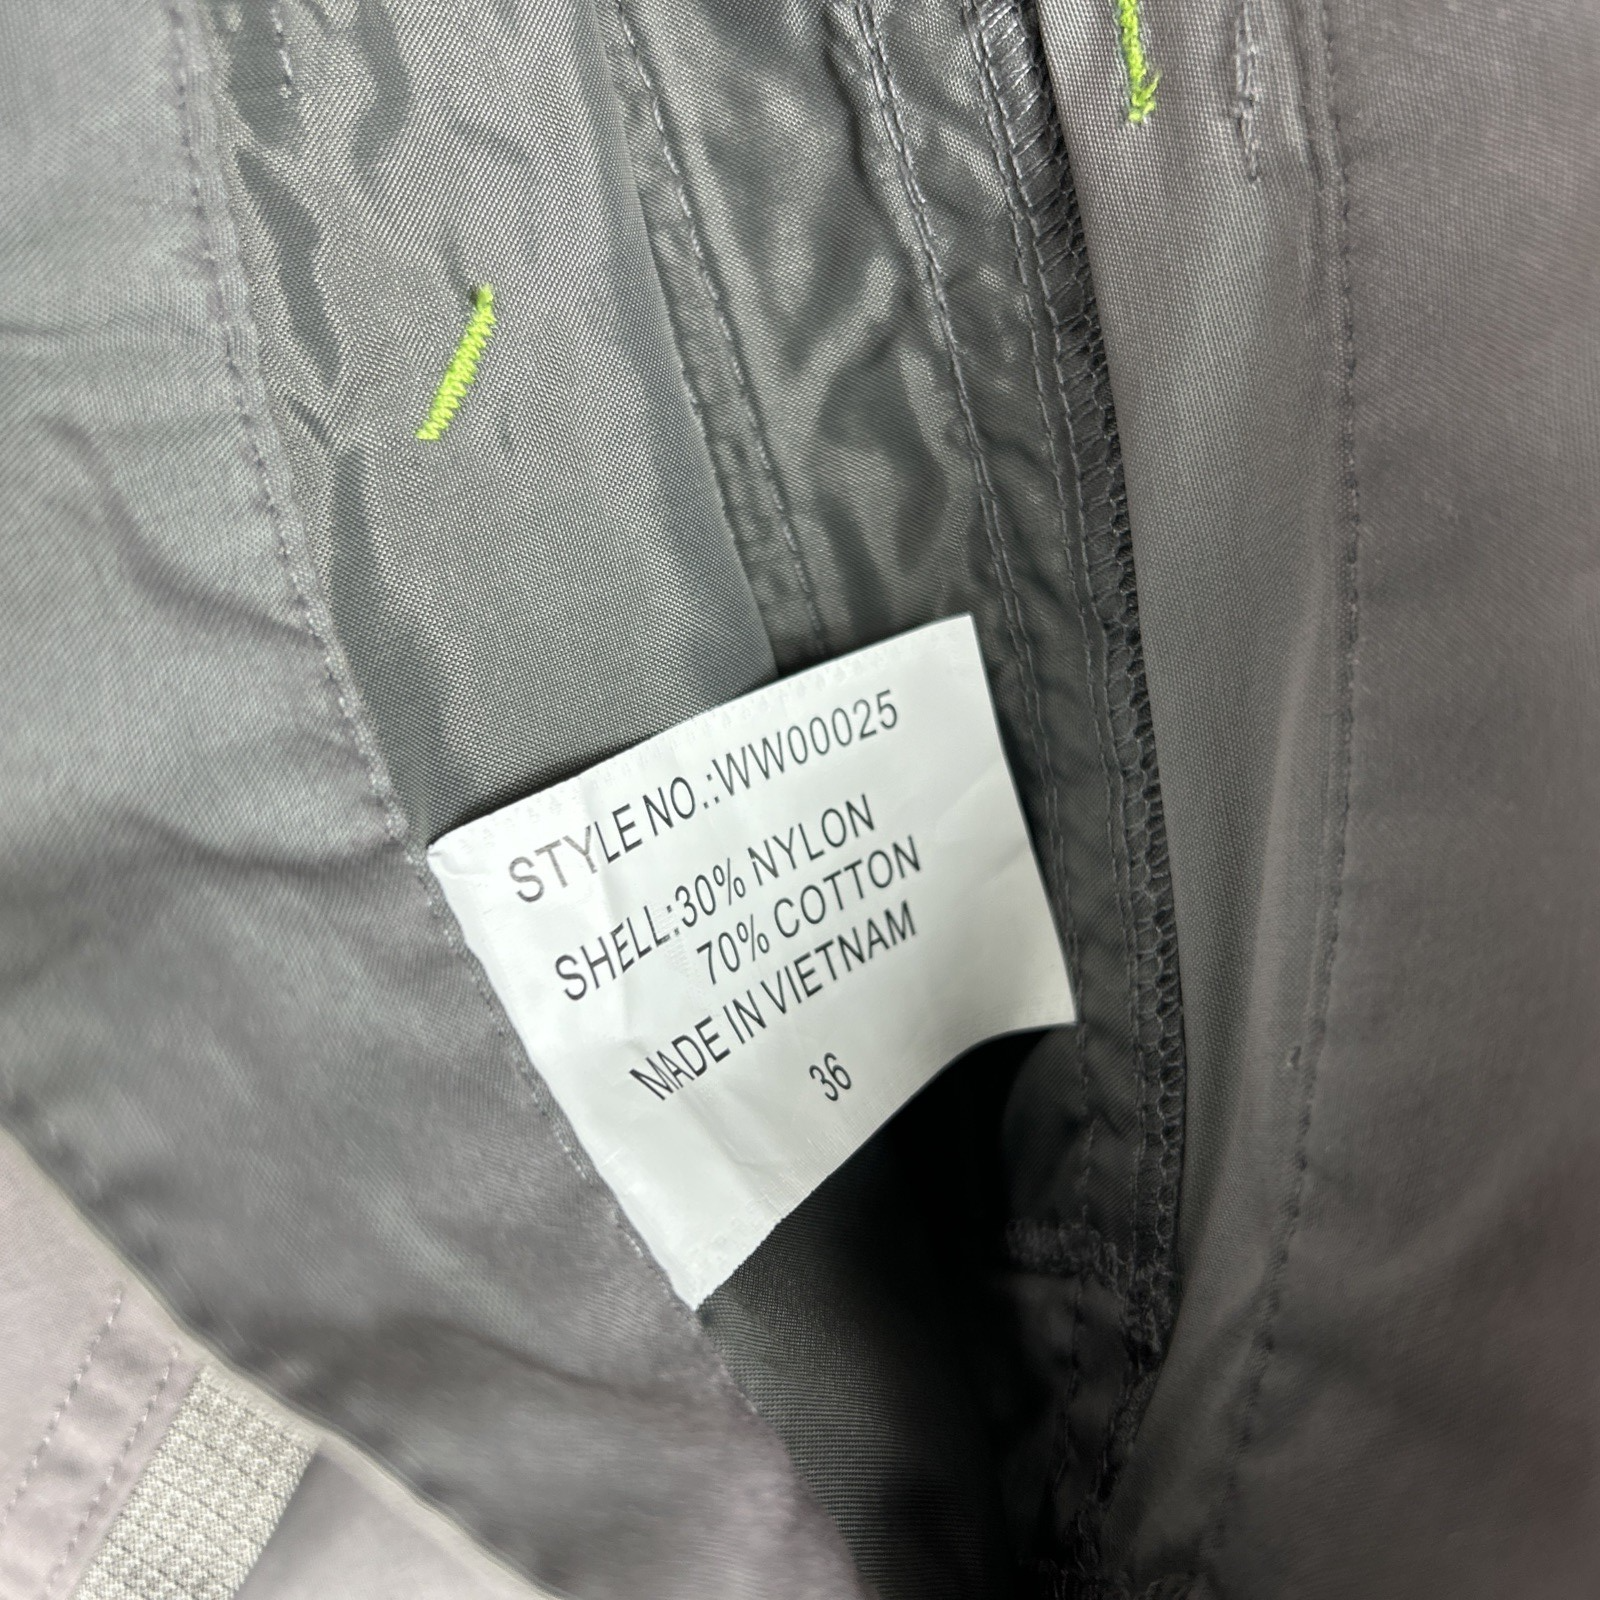 STYLE NO.:WW00025
SHELL:30% NYLON
70% COTTON
MADE IN VIETNAM
36